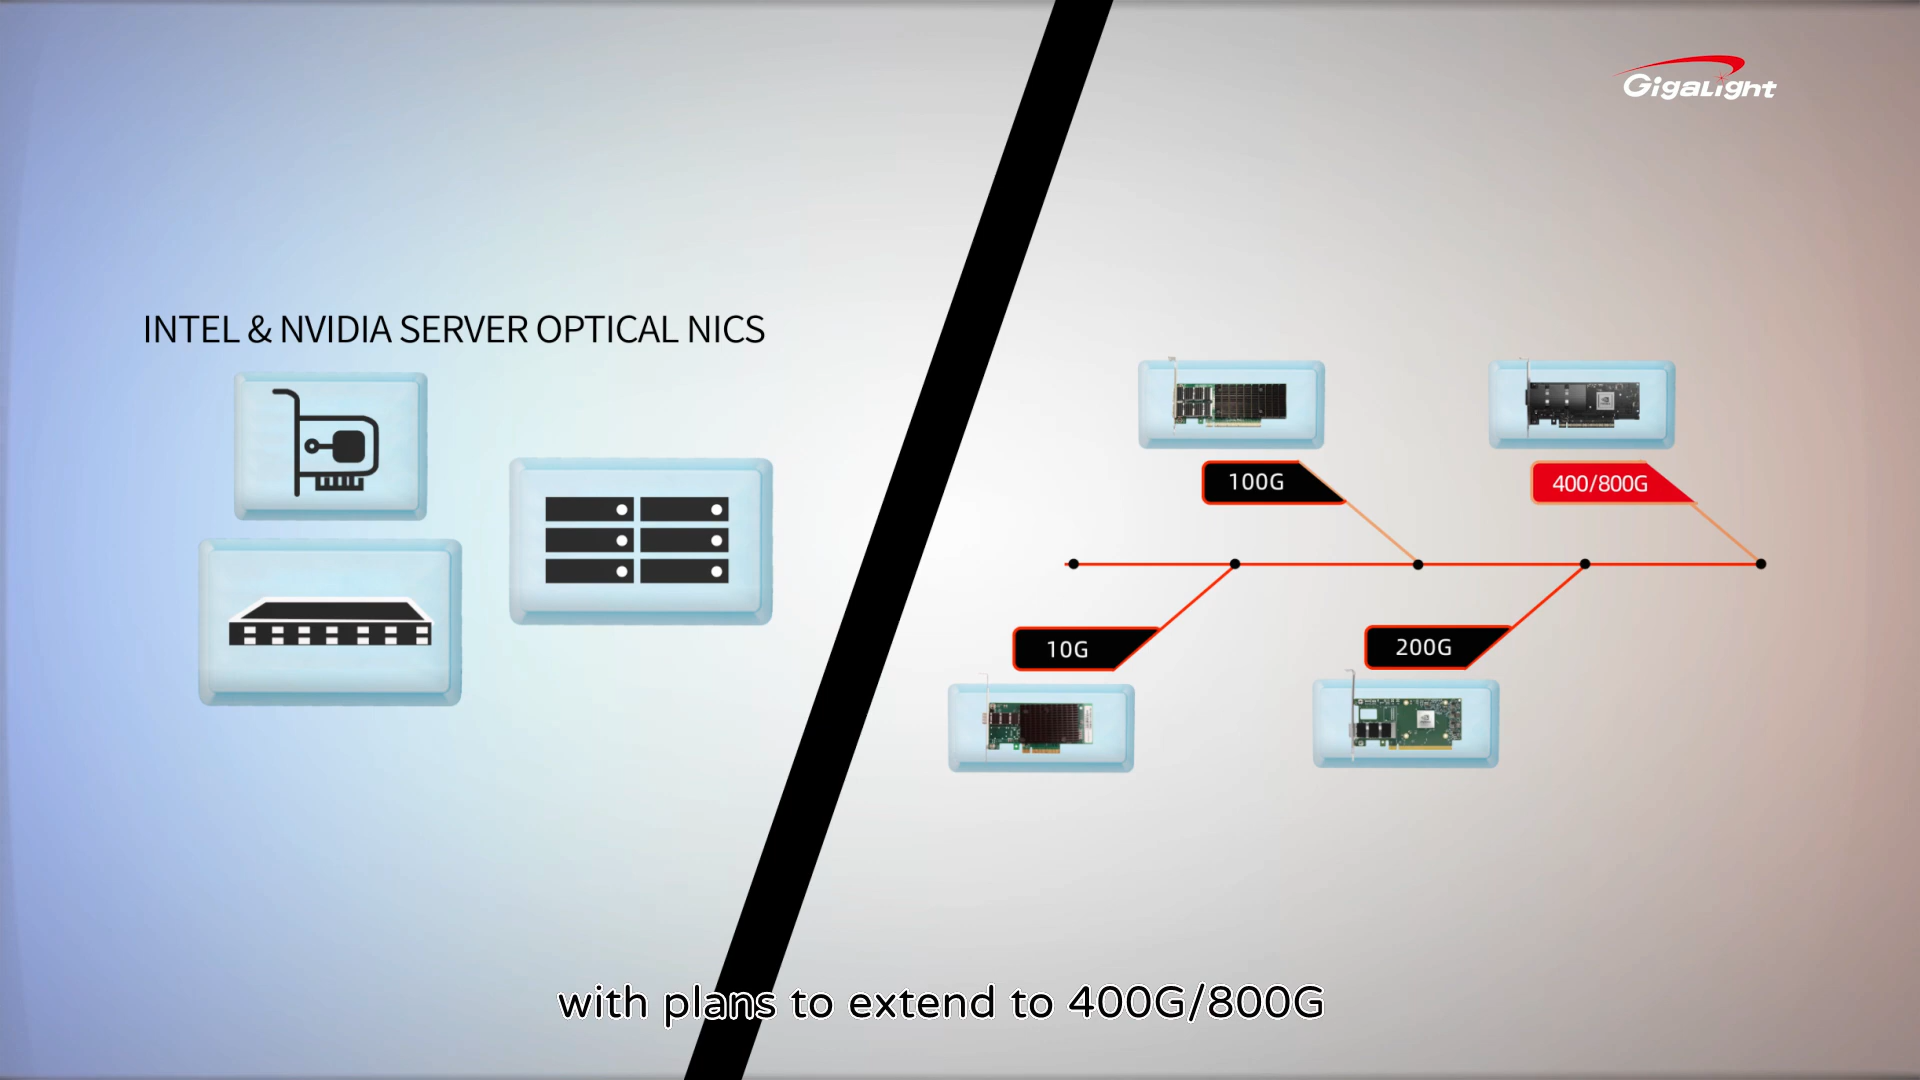 GigaLight
INTEL & NVIDIA SERVER OPTICAL NICS
100G
400/800G
10G
200G
with plans to extend to 400G/800G